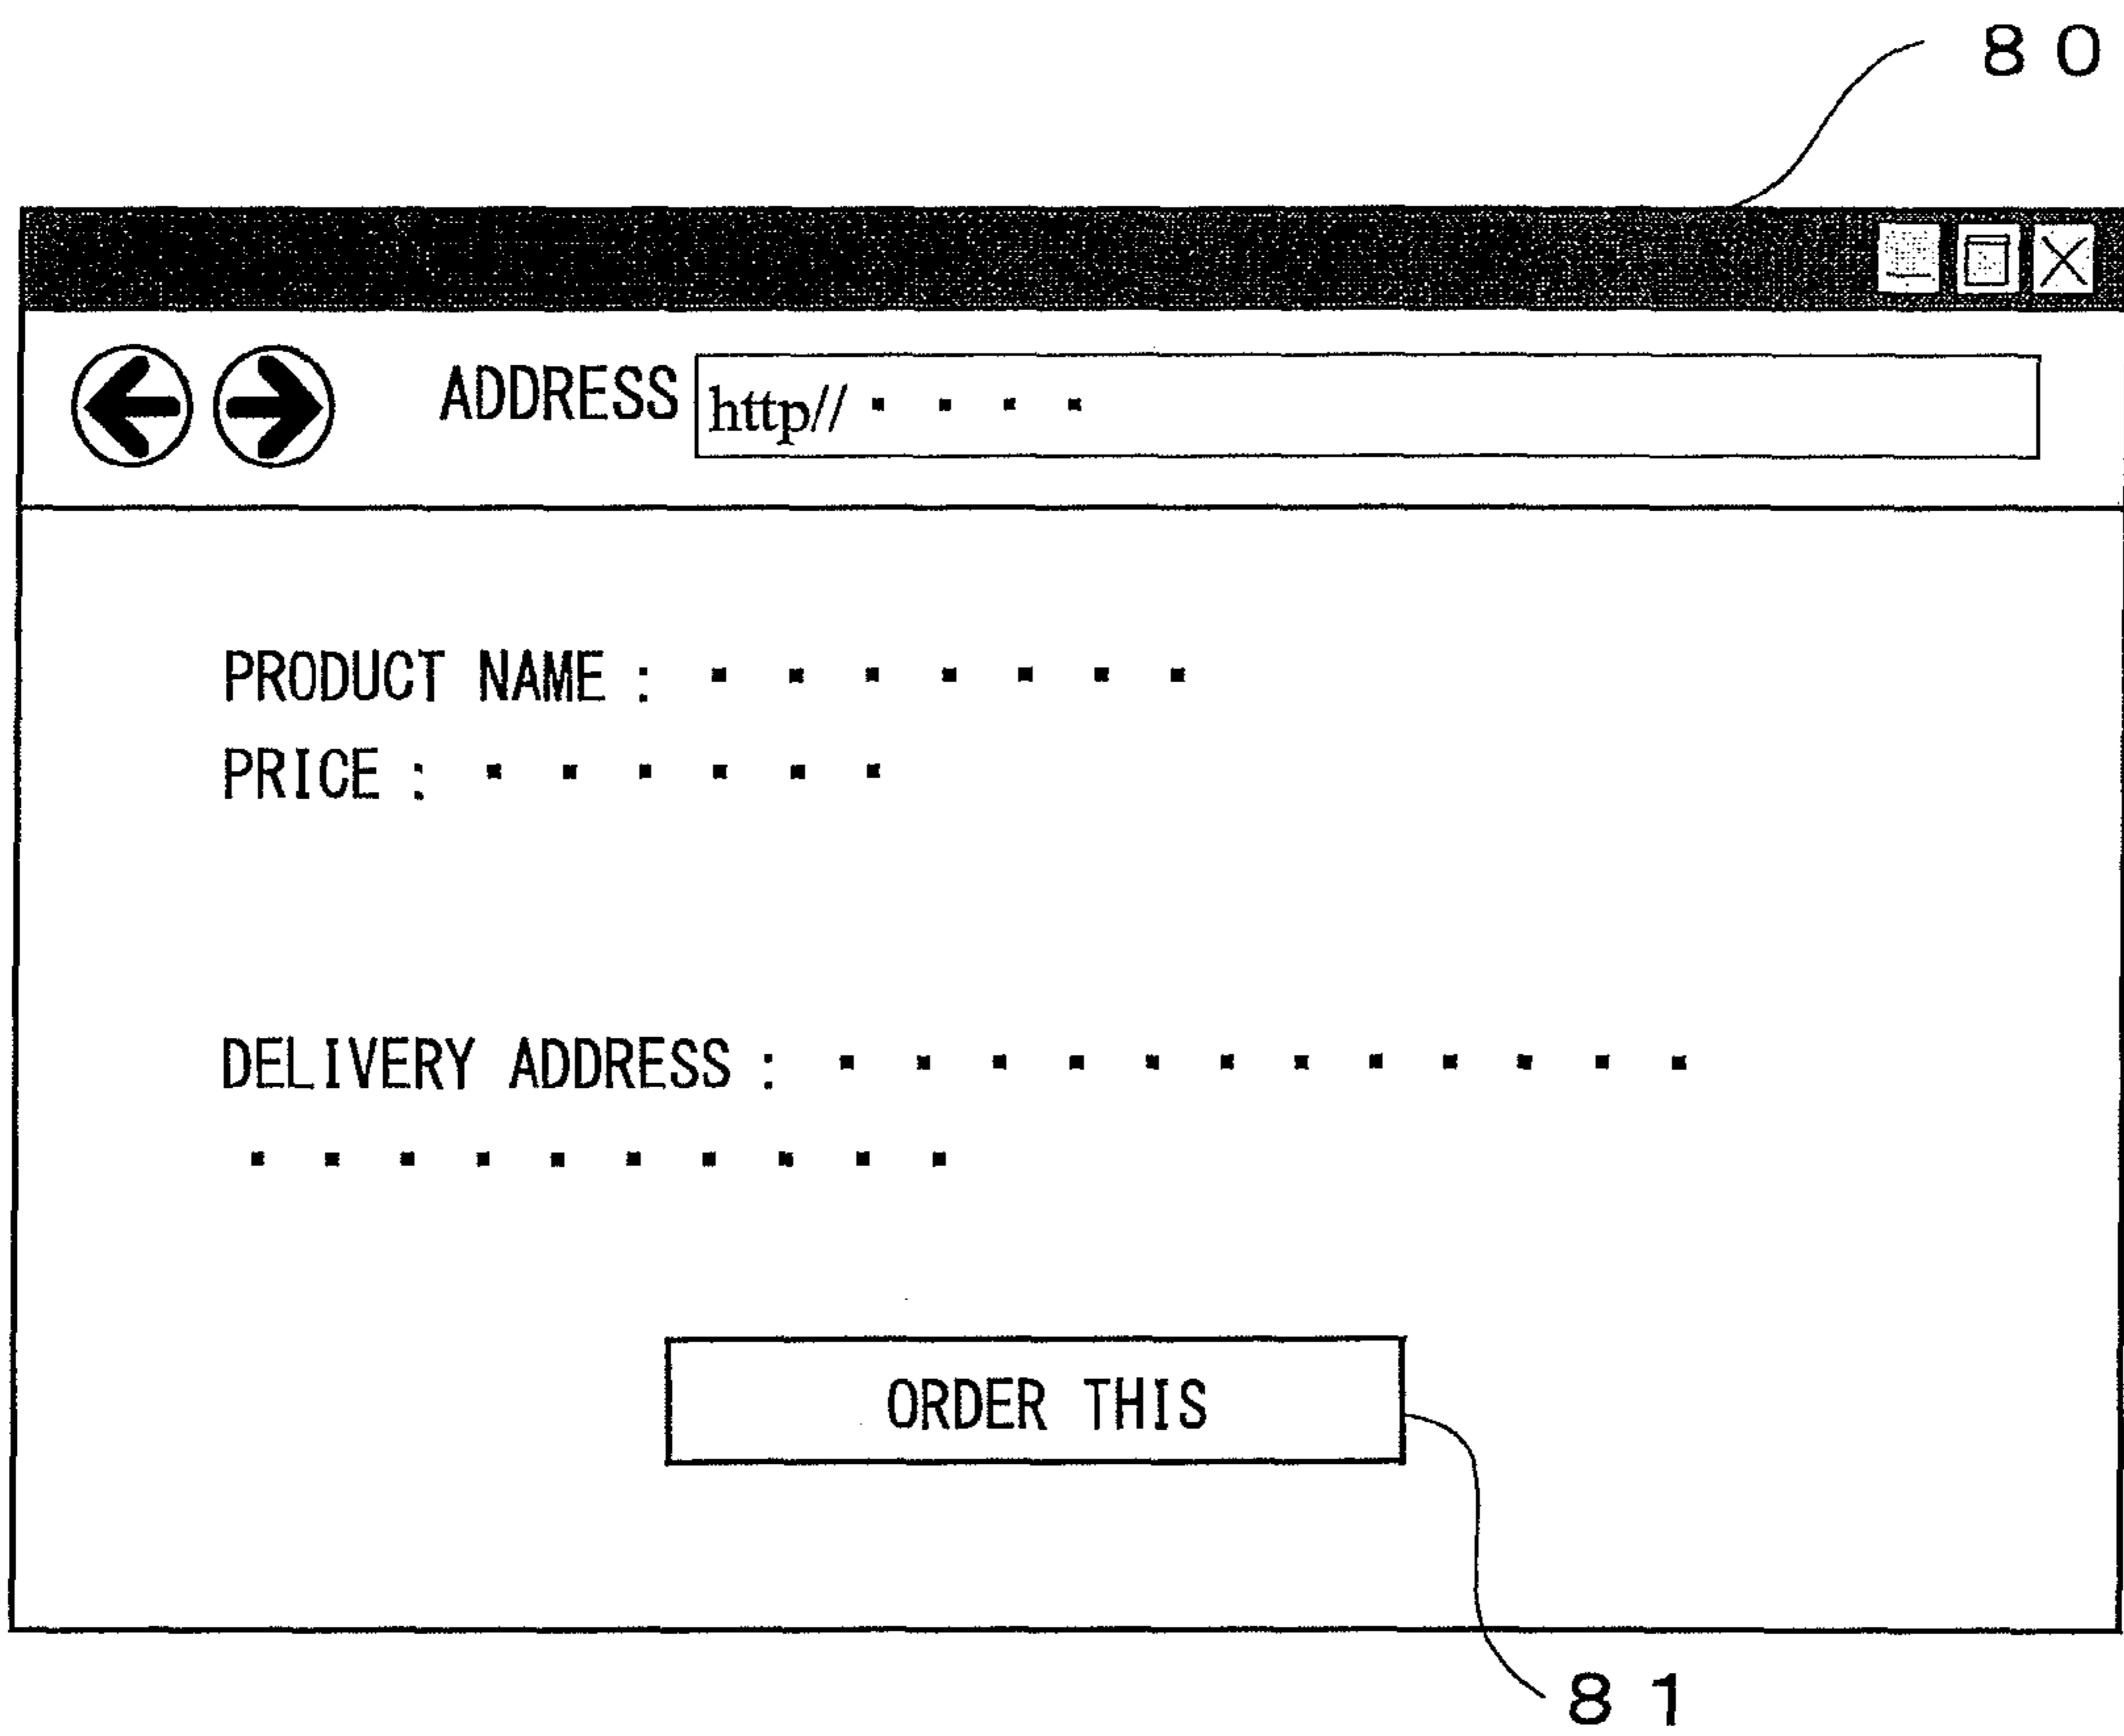 80
ADDRESS http//・・・・
PRODUCT NAME : ・・・・・・・
PRICE : ・・・・・・
DELIVERY ADDRESS : ・・・・・・・・・・・・
・・・・・・・・・・
ORDER THIS
81